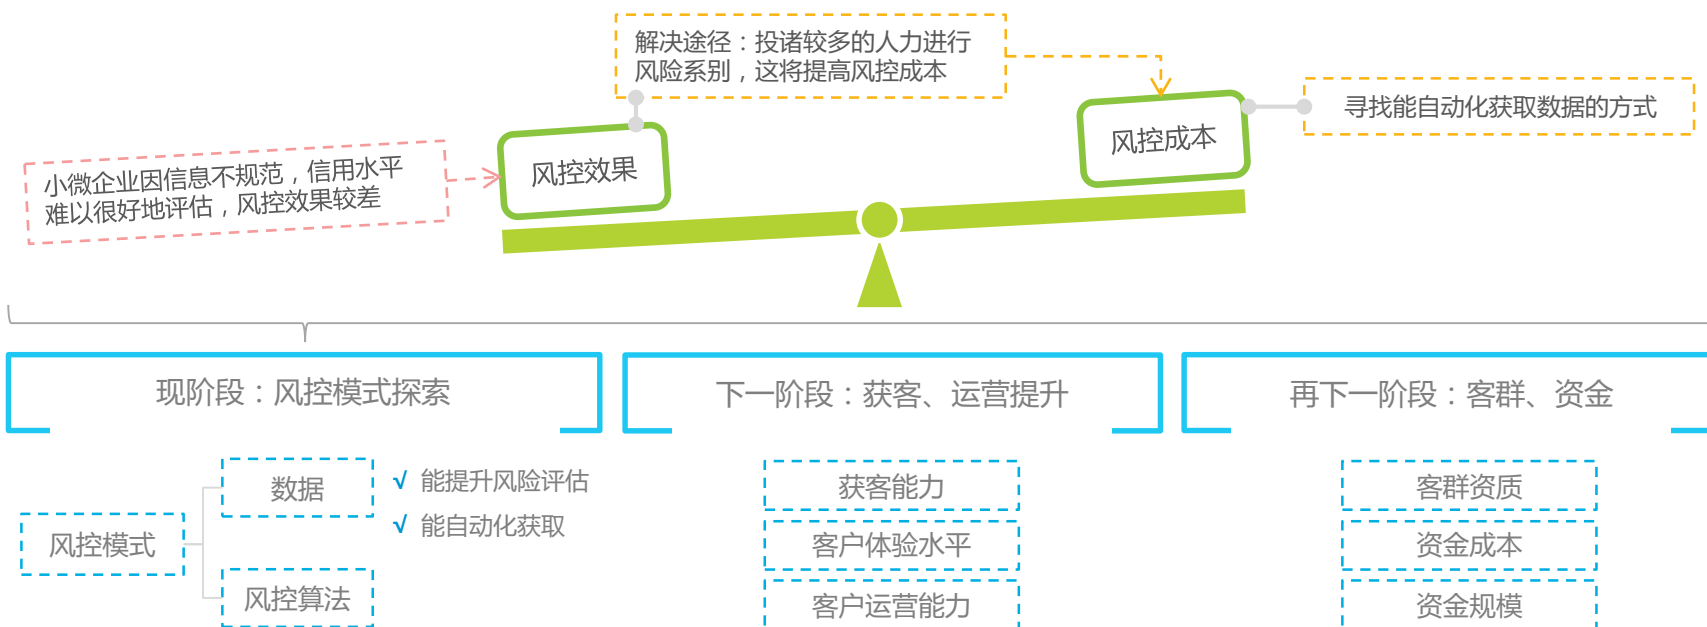 解决途径：投诸较多的人力进行
风险系别，这将提高风控成本
寻找能自动化获取数据的方式
风控成本
风控效果
小微企业因信息不规范，信用水平
难以很好地评估，风控效果较差
现阶段：风控模式探索
下一阶段：获客、运营提升
再下一阶段：客群、资金
风控模式
数据
√ 能提升风险评估
√ 能自动化获取
风控算法
获客能力
客户体验水平
客户运营能力
客群资质
资金成本
资金规模